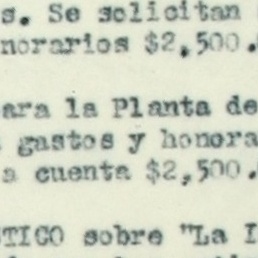 s. Se solicitan
norarios $2,500.
ara la Planta de
gastos y honora
a cuenta $2,500.
TICO sobre "La I